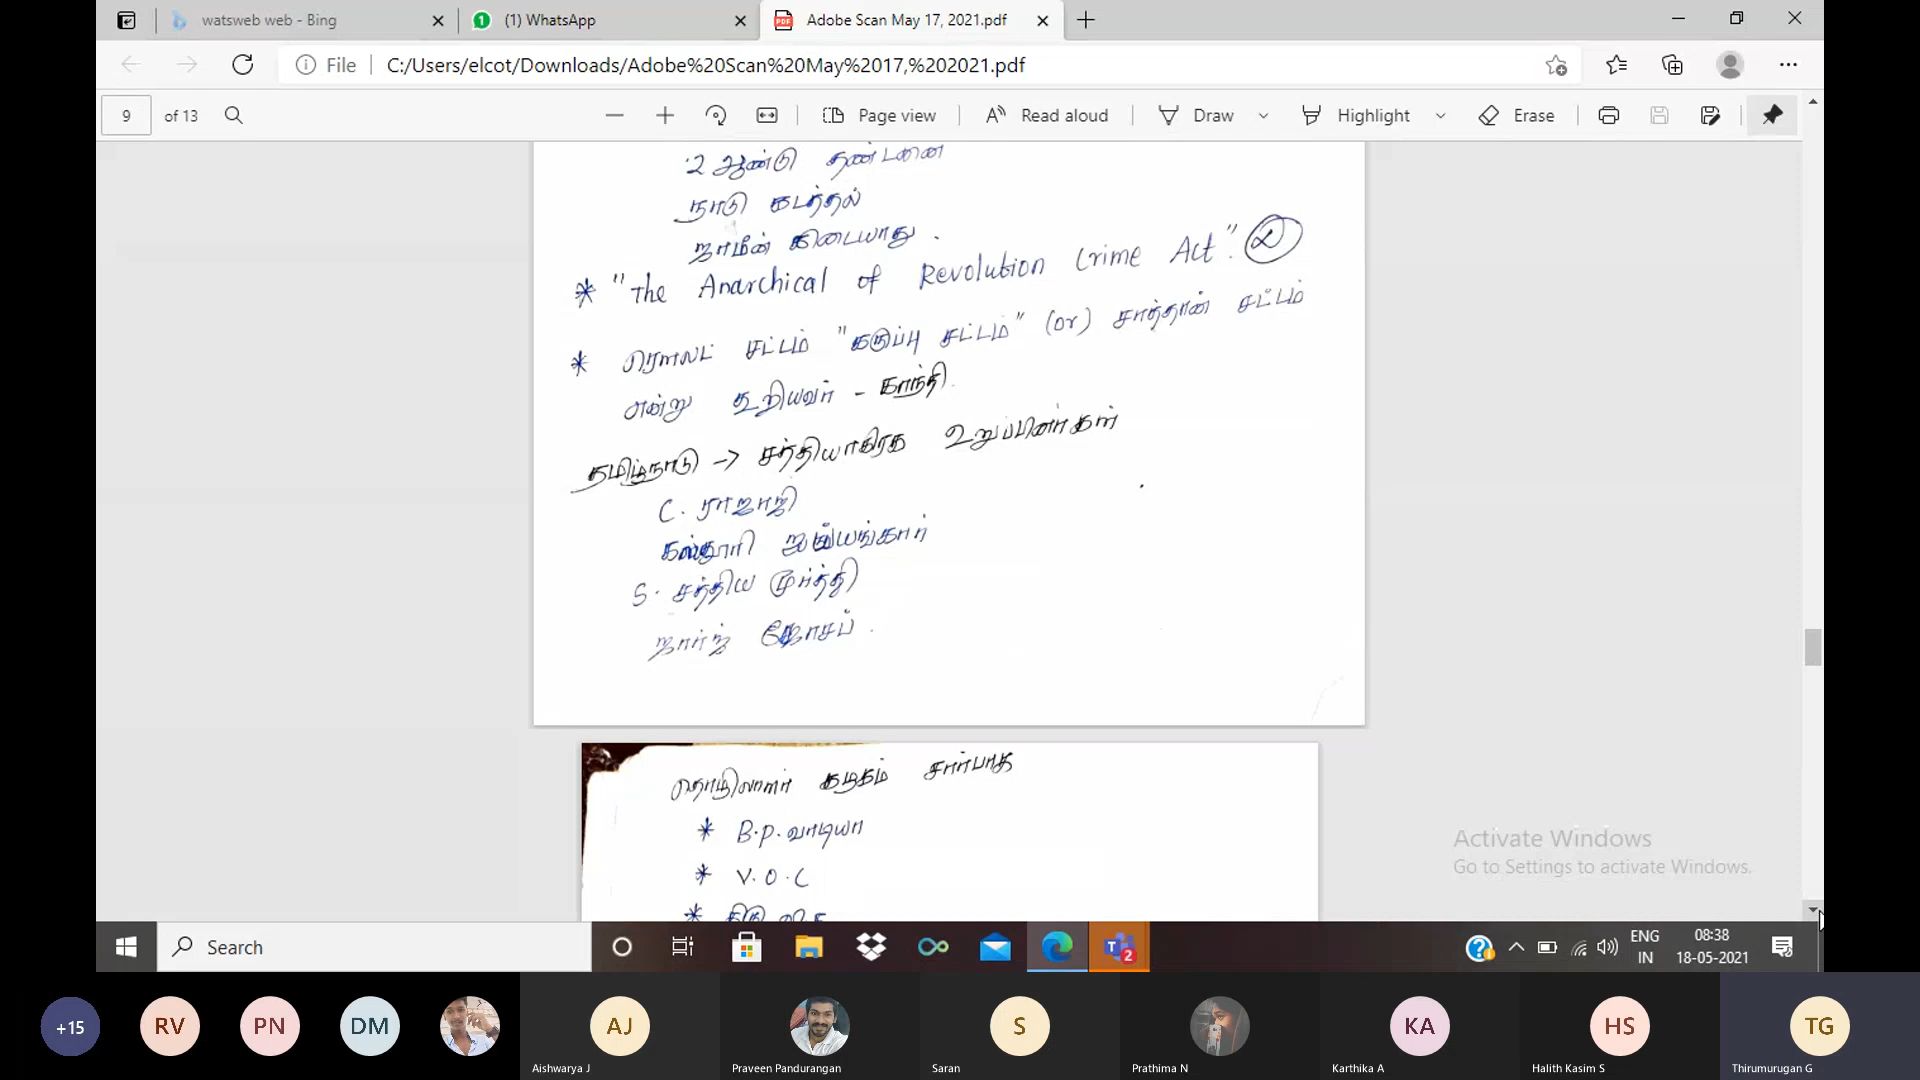 watsweb web - Bing
(1) WhatsApp
Adobe Scan May 17, 2021.pdf
File
C:/Users/elcot/Downloads/Adobe%20Scan%20May%2017,%202021.pdf
9 of 13
Page view
Read aloud
Draw
Highlight
Erase
2 ஆண்டு தண்டனை
நாடு கடத்தல்
ஜாமீன் கிடையாது.
* "The Anarchical of Revolution Crime Act". 2
* ரௌலட் சட்டம் "கருப்பு சட்டம்" (or) சாத்தான் சட்டம்
என்று கூறியவர் - காந்தி.
தமிழ்நாடு -> சத்தியாகிரக உறுப்பினர்கள்
C. ராஜாஜி
கஸ்தூரி ஐய்யங்கார்
S. சத்திய மூர்த்தி
ஜார்ஜ் ஜோசப்.
தொழிலாளர் கழகம் சார்பாக
* B.P. வாடியா
* V.O.C
* திரு.வி.க
Activate Windows
Go to Settings to activate Windows.
Search
2
ENG
IN
08:38
18-05-2021
+15
RV
PN
DM
AJ
S
KA
HS
TG
Aishwarya J
Praveen Pandurangan
Saran
Prathima N
Karthika A
Halith Kasim S
Thirumurugan G